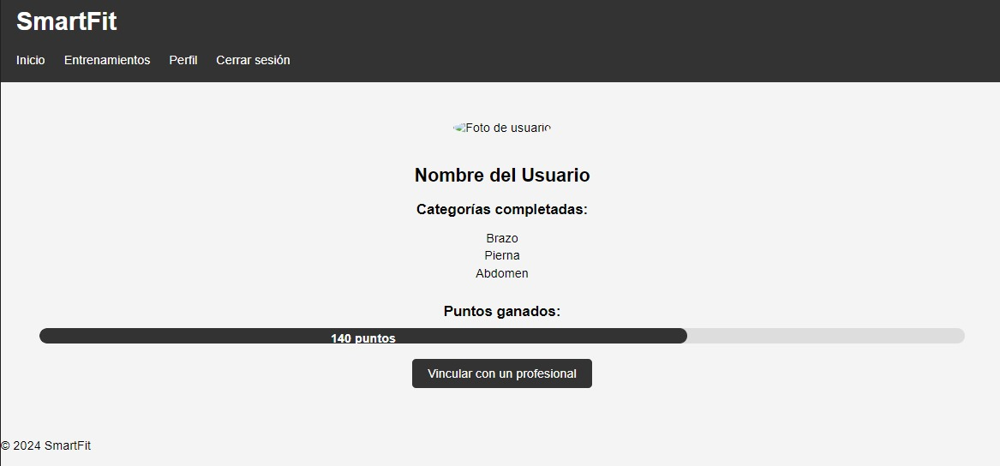 SmartFit
Inicio Entrenamientos Perfil Cerrar sesión
Foto de usuario
Nombre del Usuario
Categorías completadas:
Brazo
Pierna
Abdomen
Puntos ganados:
140 puntos
Vincular con un profesional
© 2024 SmartFit